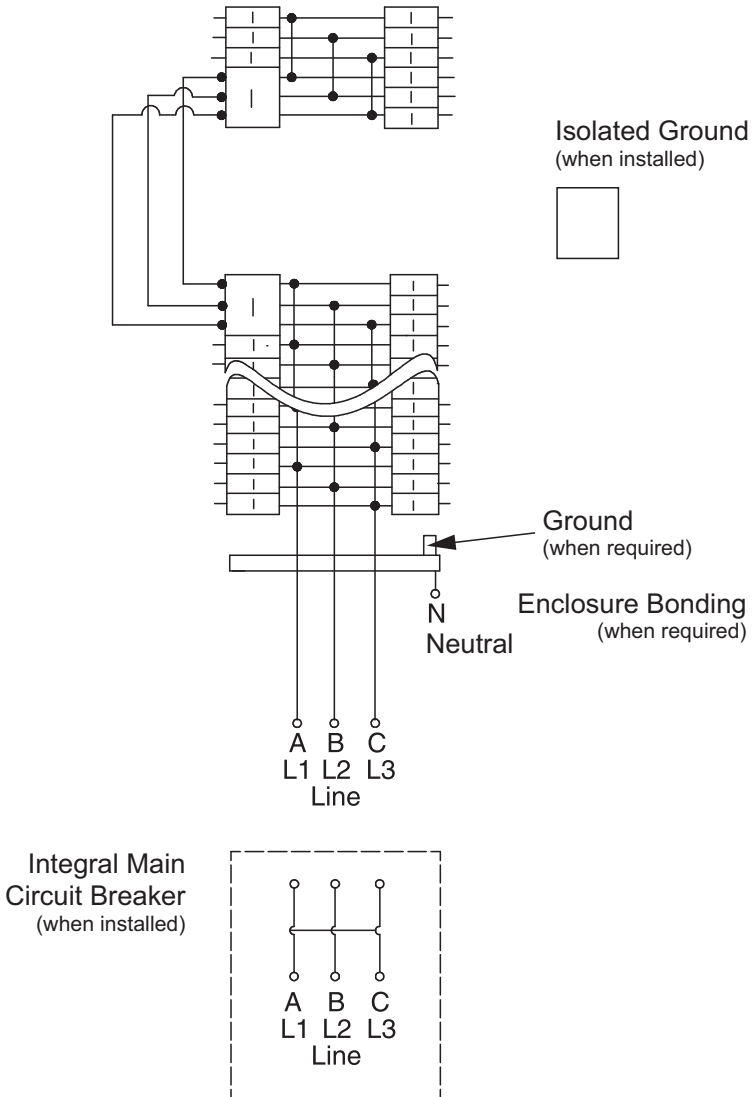 Isolated Ground
(when installed)
Ground
(when required)
Enclosure Bonding
(when required)
N
Neutral
A B C
L1 L2 L3
Line
Integral Main
Circuit Breaker
(when installed)
A B C
L1 L2 L3
Line